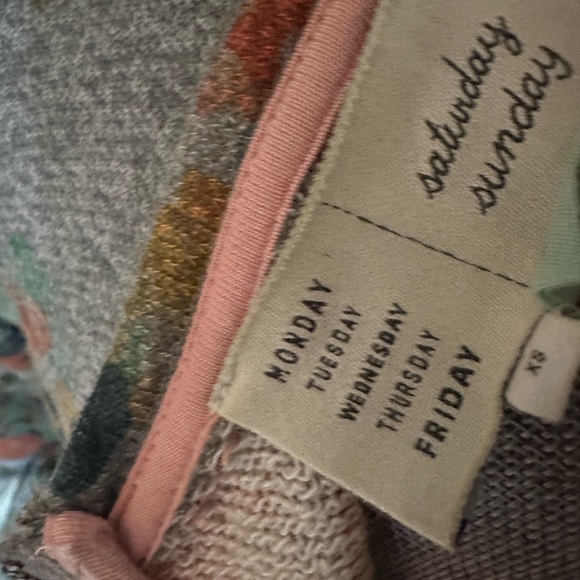 saturday
sunday
MONDAY
TUESDAY
WEDNESDAY
THURSDAY
FRIDAY
XS